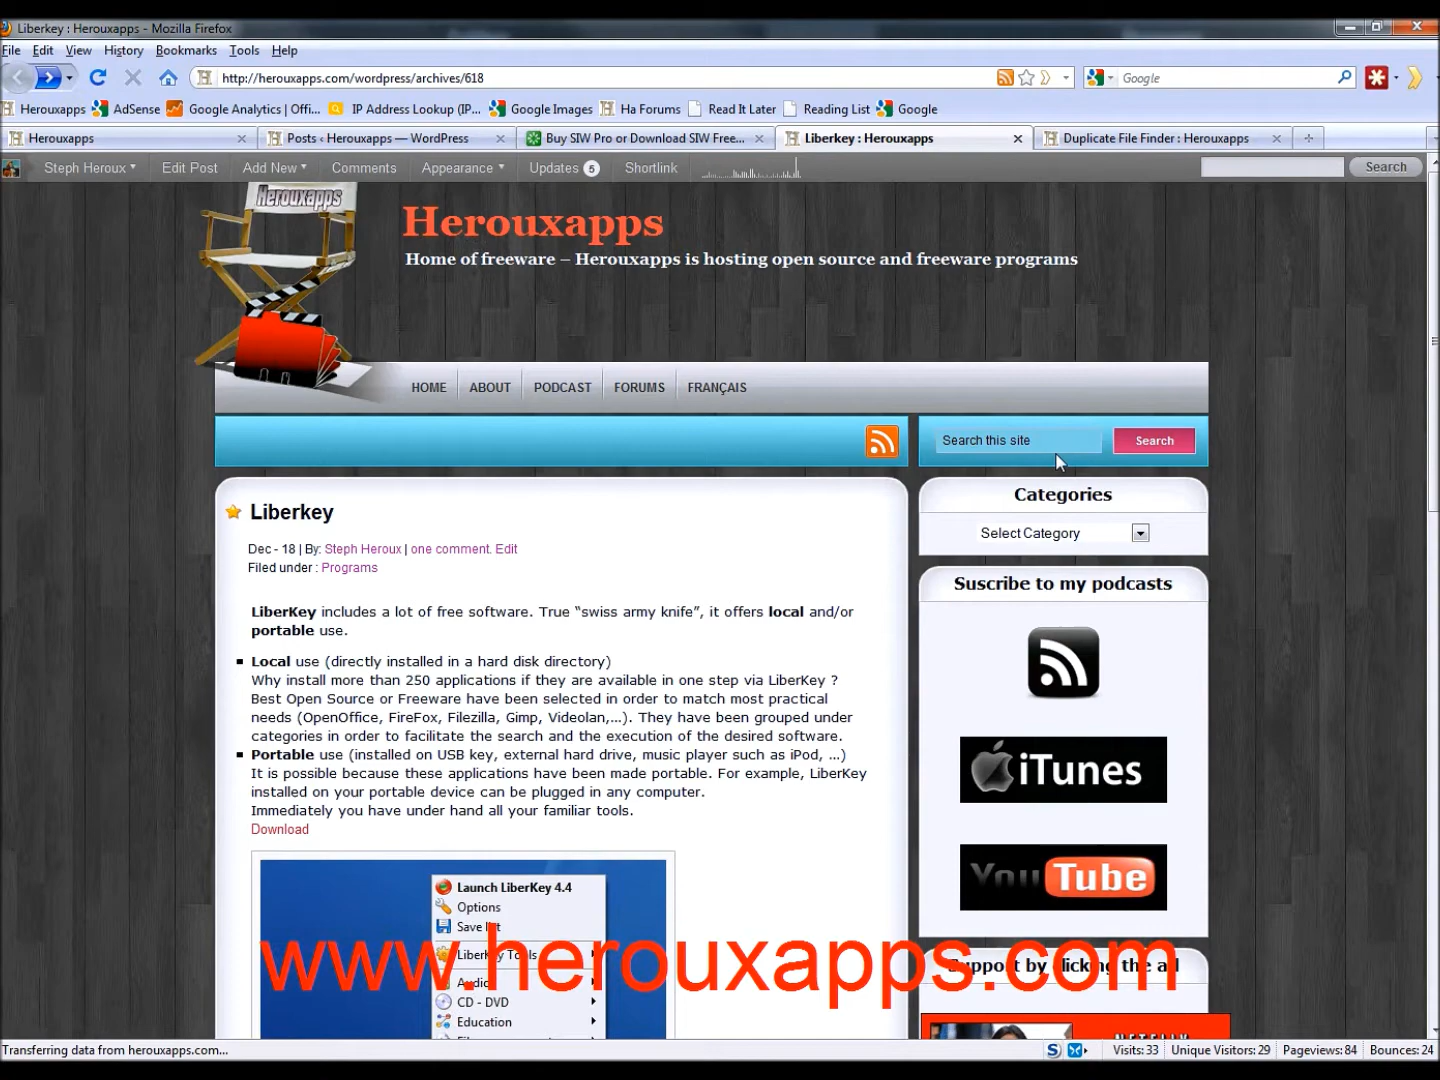 Liberkey : Herouxapps - Mozilla Firefox
File Edit View History Bookmarks Tools Help
http://herouxapps.com/wordpress/archives/618 Google
Herouxapps AdSense Google Analytics | Offi... IP Address Lookup (IP... Google Images Ha Forums Read It Later Reading List Google
Herouxapps Posts ‹ Herouxapps — WordPress Buy SIW Pro or Download SIW Free... Liberkey : Herouxapps Duplicate File Finder : Herouxapps
Steph Heroux Edit Post Add New Comments Appearance Updates 5 Shortlink Search
Herouxapps
Herouxapps
Home of freeware – Herouxapps is hosting open source and freeware programs
HOME ABOUT PODCAST FORUMS FRANÇAIS
Search this site Search
Liberkey
Dec - 18 | By: Steph Heroux | one comment. Edit
Filed under : Programs
LiberKey includes a lot of free software. True “swiss army knife”, it offers local and/or
portable use.
Local use (directly installed in a hard disk directory)
Why install more than 250 applications if they are available in one step via LiberKey ?
Best Open Source or Freeware have been selected in order to match most practical
needs (OpenOffice, FireFox, Filezilla, Gimp, Videolan,...). They have been grouped under
categories in order to facilitate the search and the execution of the desired software.
Portable use (installed on USB key, external hard drive, music player such as iPod, ...)
It is possible because these applications have been made portable. For example, LiberKey
installed on your portable device can be plugged in any computer.
Immediately you have under hand all your familiar tools.
Download
Launch LiberKey 4.4
Options
Save list
LiberKey Tools
Audio
CD - DVD
Education
Categories
Select Category
Suscribe to my podcasts
iTunes
YouTube
Support by clicking the ad
NETFLIX
www.herouxapps.com
Transferring data from herouxapps.com... Visits: 33 Unique Visitors: 29 Pageviews: 84 Bounces: 24